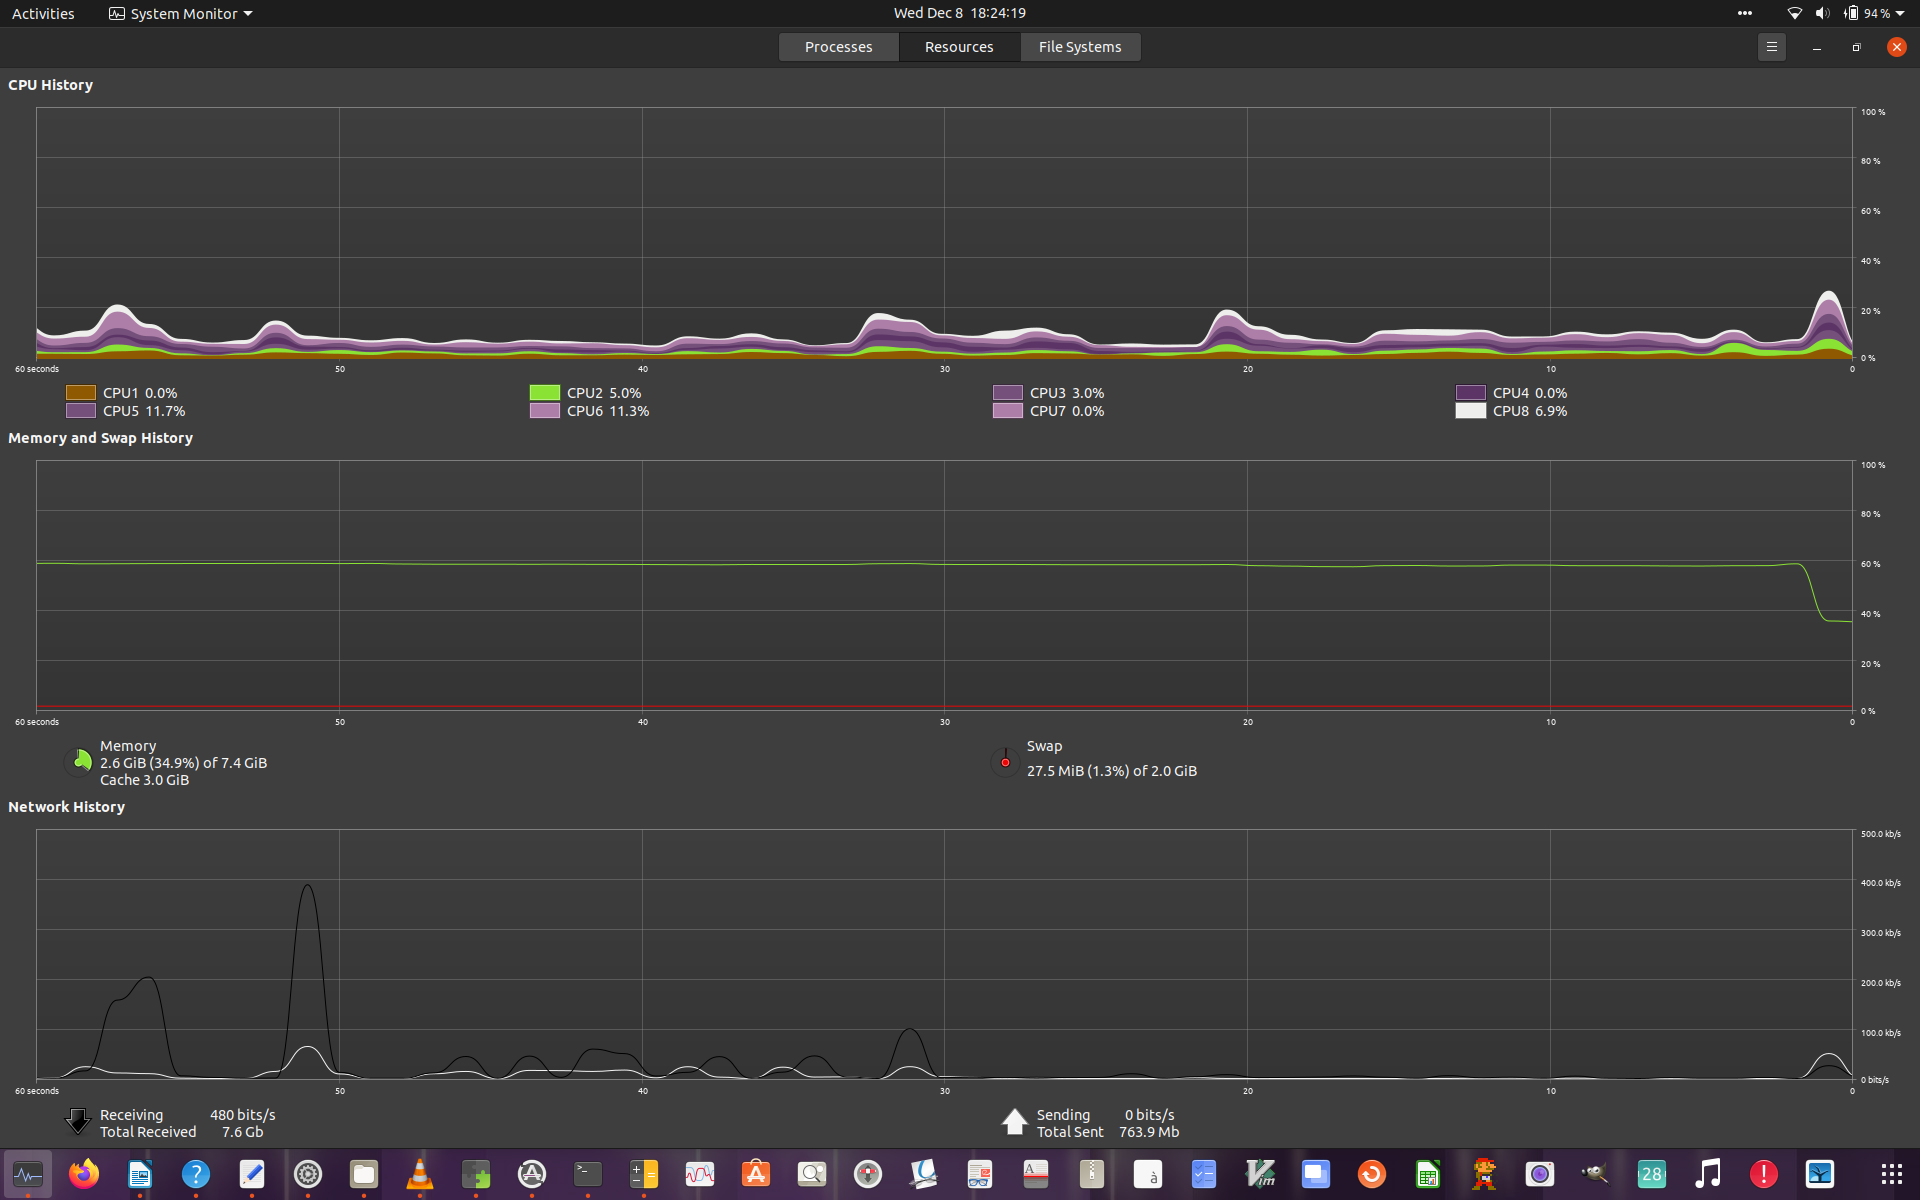 Activities System Monitor Wed Dec 8 18:24:19 94 %
Processes Resources File Systems
CPU History
100 %
80 %
60 %
40 %
20 %
0 %
60 seconds 50 40 30 20 10 0
CPU1 0.0% CPU2 5.0% CPU3 3.0% CPU4 0.0%
CPU5 11.7% CPU6 11.3% CPU7 0.0% CPU8 6.9%
Memory and Swap History
100 %
80 %
60 %
40 %
20 %
0 %
60 seconds 50 40 30 20 10 0
Memory
2.6 GiB (34.9%) of 7.4 GiB
Cache 3.0 GiB
Swap
27.5 MiB (1.3%) of 2.0 GiB
Network History
500.0 kb/s
400.0 kb/s
300.0 kb/s
200.0 kb/s
100.0 kb/s
0 bits/s
60 seconds 50 40 30 20 10 0
Receiving 480 bits/s
Total Received 7.6 Gb
Sending 0 bits/s
Total Sent 763.9 Mb
? >_ A à Vim 28 !